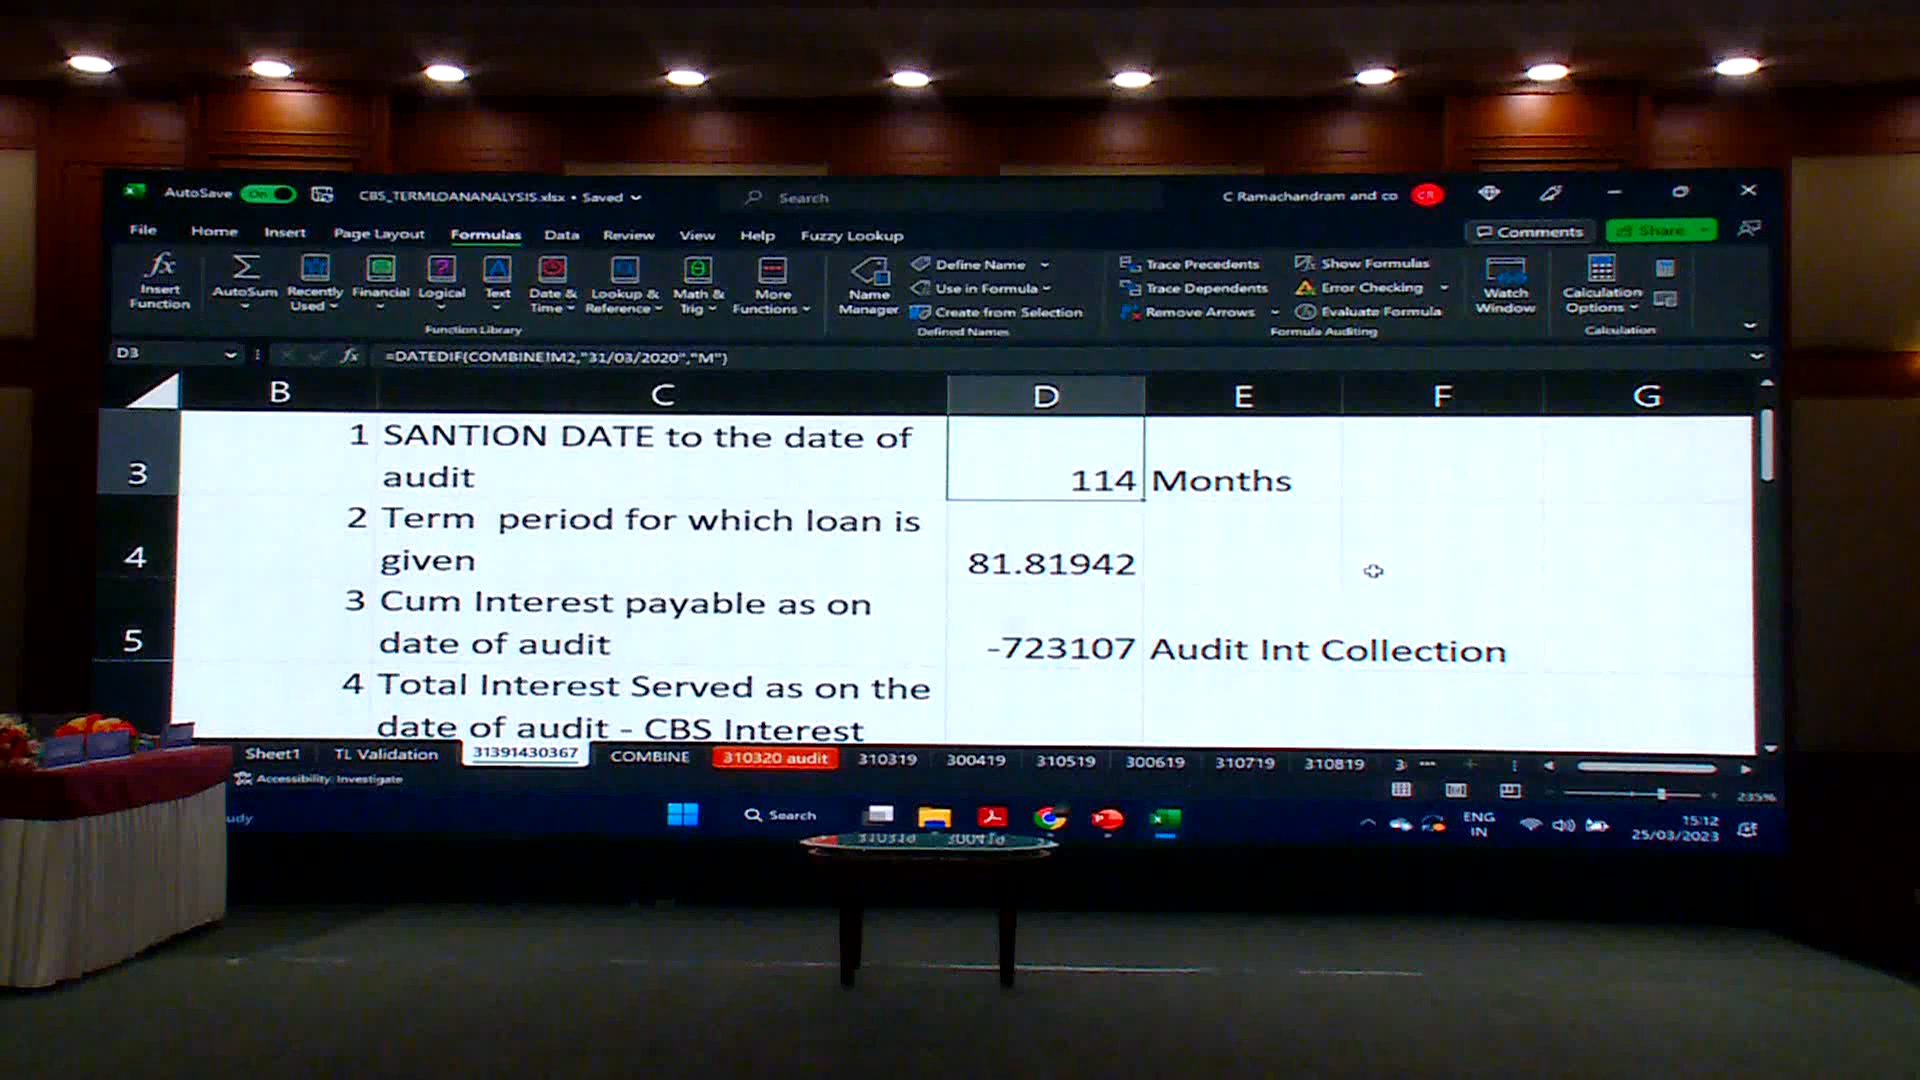 AutoSave On CBS_TERMLOANANALYSIS.xlsx • Saved Search C Ramachandram and co CR
File Home Insert Page Layout Formulas Data Review View Help Fuzzy Lookup Comments Share
Insert Function AutoSum Recently Used Financial Logical Text Date & Time Lookup & Reference Math & Trig More Functions
Function Library
Name Manager Define Name Use in Formula Create from Selection
Defined Names
Trace Precedents Show Formulas
Trace Dependents Error Checking
Remove Arrows Evaluate Formula
Formula Auditing
Watch Window
Calculation Options
Calculation
D3 fx =DATEDIF(COMBINE!M2,"31/03/2020","M")
B C D E F G
3 1 SANTION DATE to the date of
audit 114 Months
4 2 Term period for which loan is
given 81.81942
5 3 Cum Interest payable as on
date of audit -723107 Audit Int Collection
4 Total Interest Served as on the
date of audit - CBS Interest
Sheet1 TL Validation 31391430367 COMBINE 310320 audit 310319 300419 310519 300619 310719 310819
Accessibility: Investigate 235%
Search ENG IN 15:12
25/03/2023